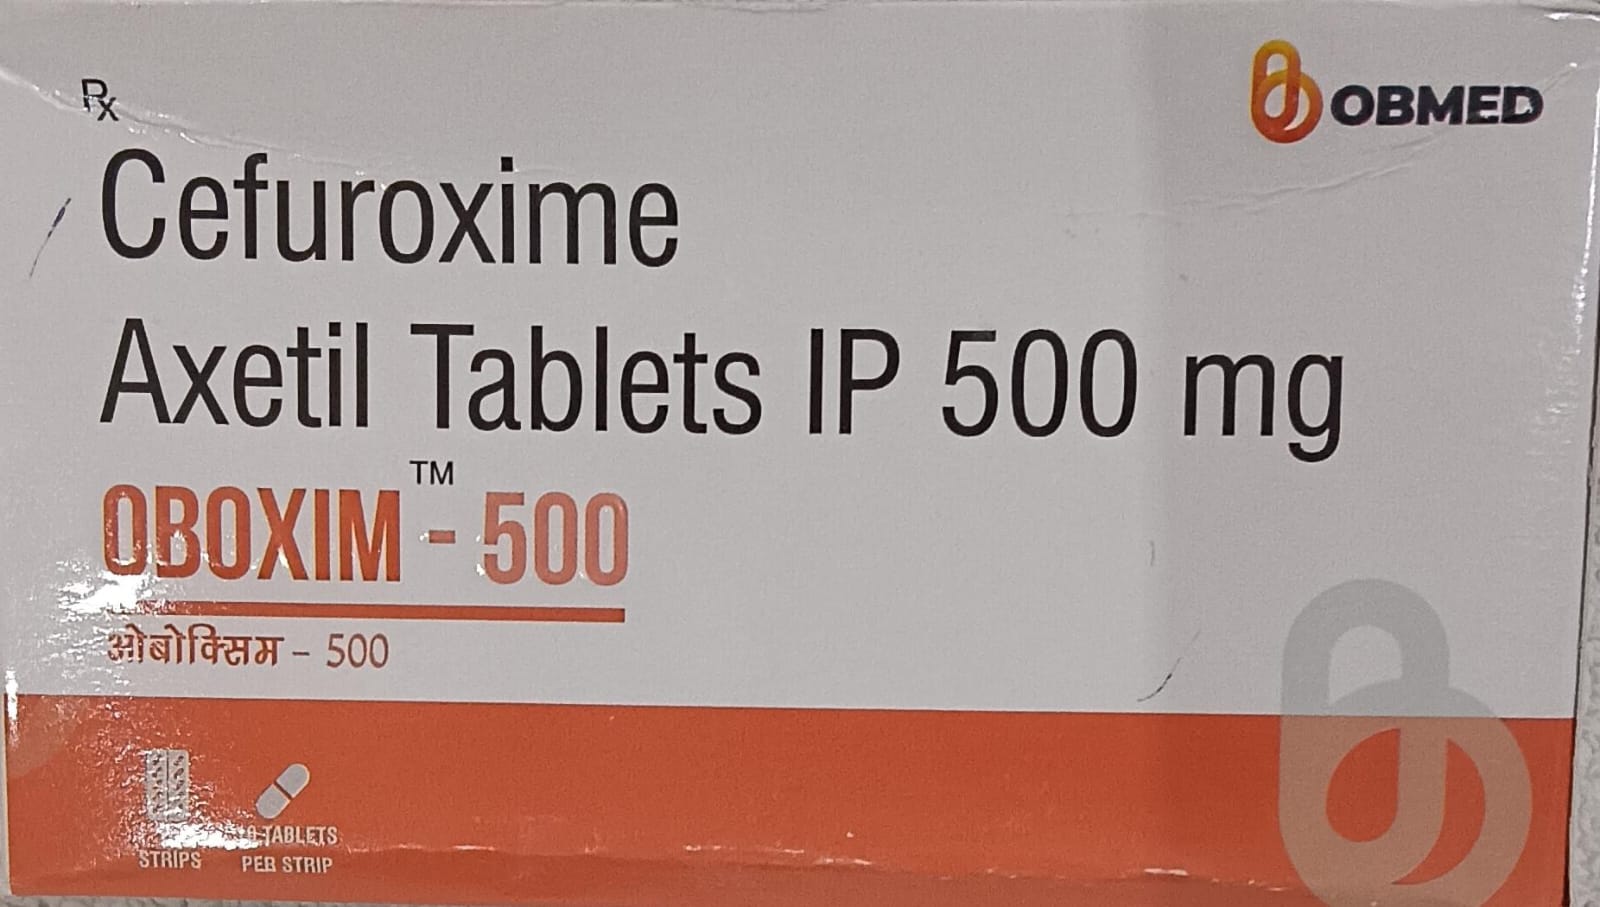 Rx
OBMED
Cefuroxime
Axetil Tablets IP 500 mg
OBOXIM™ - 500
ओबोक्सिम - 500
STRIPS
TABLETS
PER STRIP